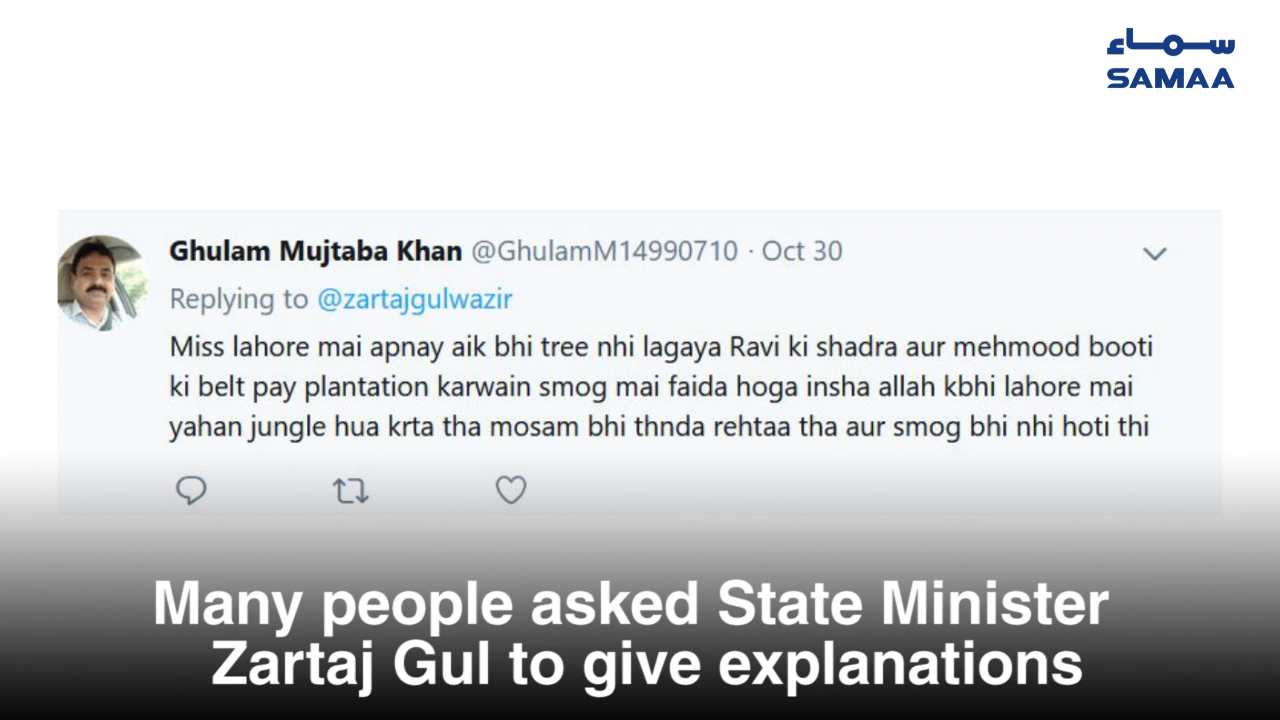 سماء
SAMAA
Ghulam Mujtaba Khan @GhulamM14990710 · Oct 30
Replying to @zartajgulwazir
Miss lahore mai apnay aik bhi tree nhi lagaya Ravi ki shadra aur mehmood booti
ki belt pay plantation karwain smog mai faida hoga insha allah kbhi lahore mai
yahan jungle hua krta tha mosam bhi thnda rehtaa tha aur smog bhi nhi hoti thi
Many people asked State Minister
Zartaj Gul to give explanations